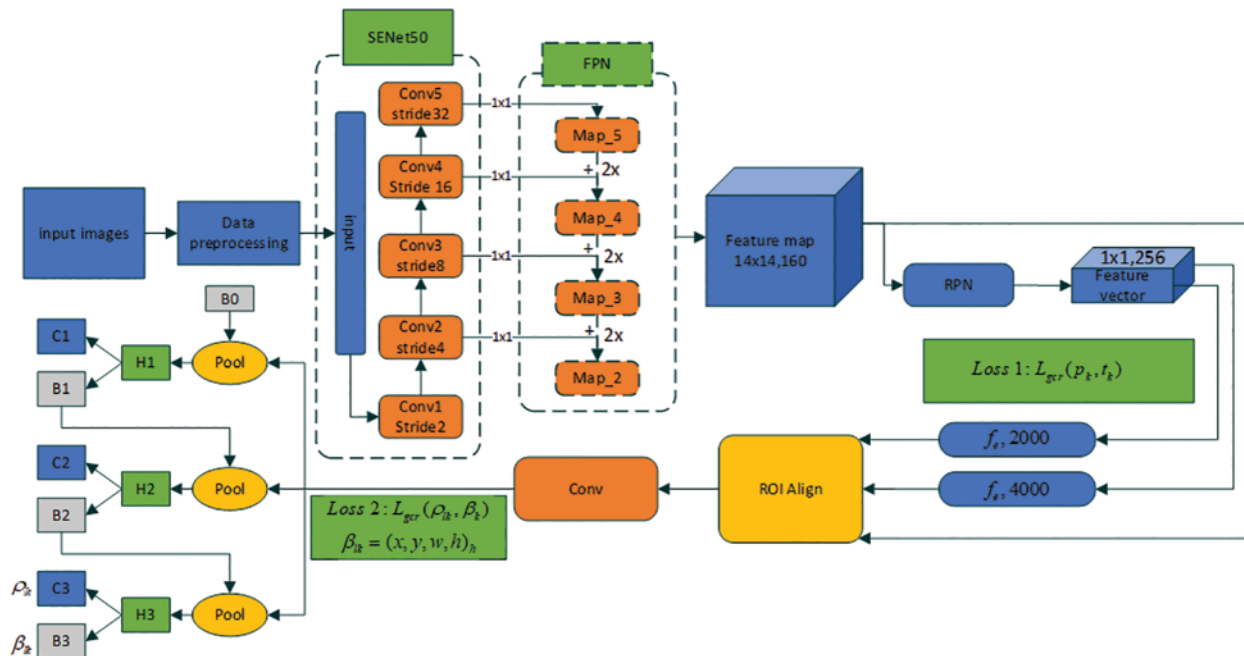 SENet50
FPN
input images
Data
preprocessing
input
Conv5
stride32
Conv4
Stride 16
Conv3
stride8
Conv2
stride4
Conv1
Stride2
1x1
1x1
1x1
1x1
Map_5
+ 2x
Map_4
+ 2x
Map_3
+ 2x
Map_2
Feature map
14x14,160
RPN
1x1,256
Feature
vector
Loss 1: L_gcr(p_k, t_k)
f_e, 2000
f_e, 4000
ROI Align
Conv
Loss 2: L_gcr(ρ_lk, β_k)
β_lk = (x, y, w, h)_h
B0
C1
H1
Pool
B1
C2
H2
Pool
B2
ρ_lk
C3
H3
Pool
β_lk
B3